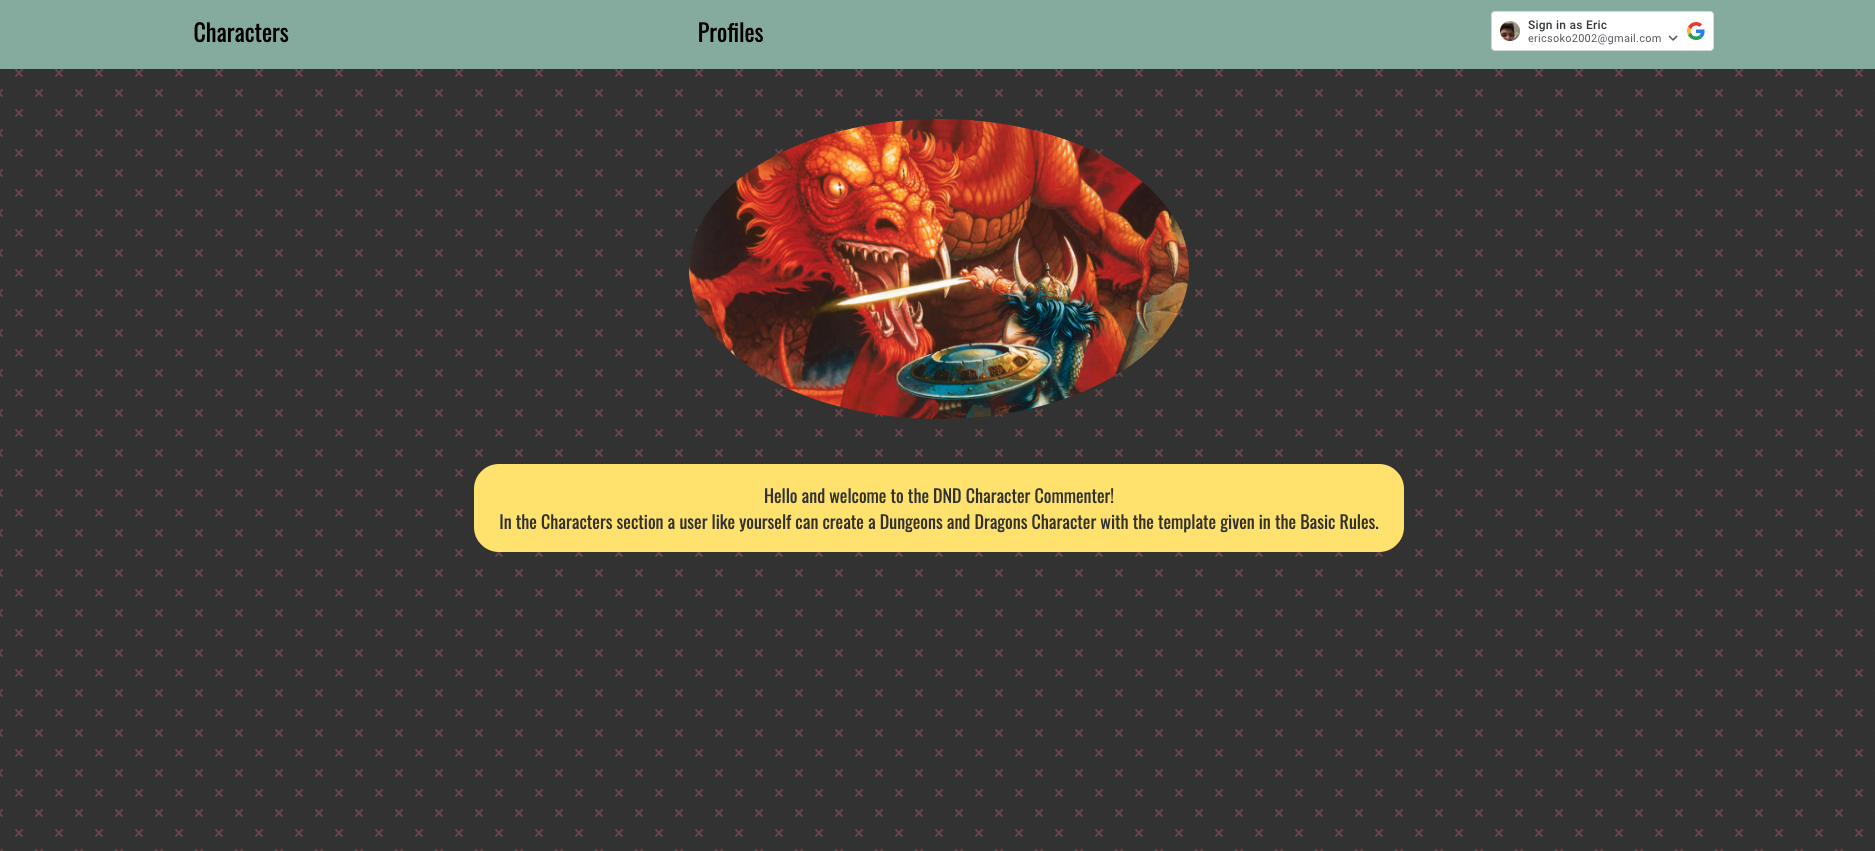 Characters
Profiles
Sign in as Eric
ericsoko2002@gmail.com
Hello and welcome to the DND Character Commenter!
In the Characters section a user like yourself can create a Dungeons and Dragons Character with the template given in the Basic Rules.